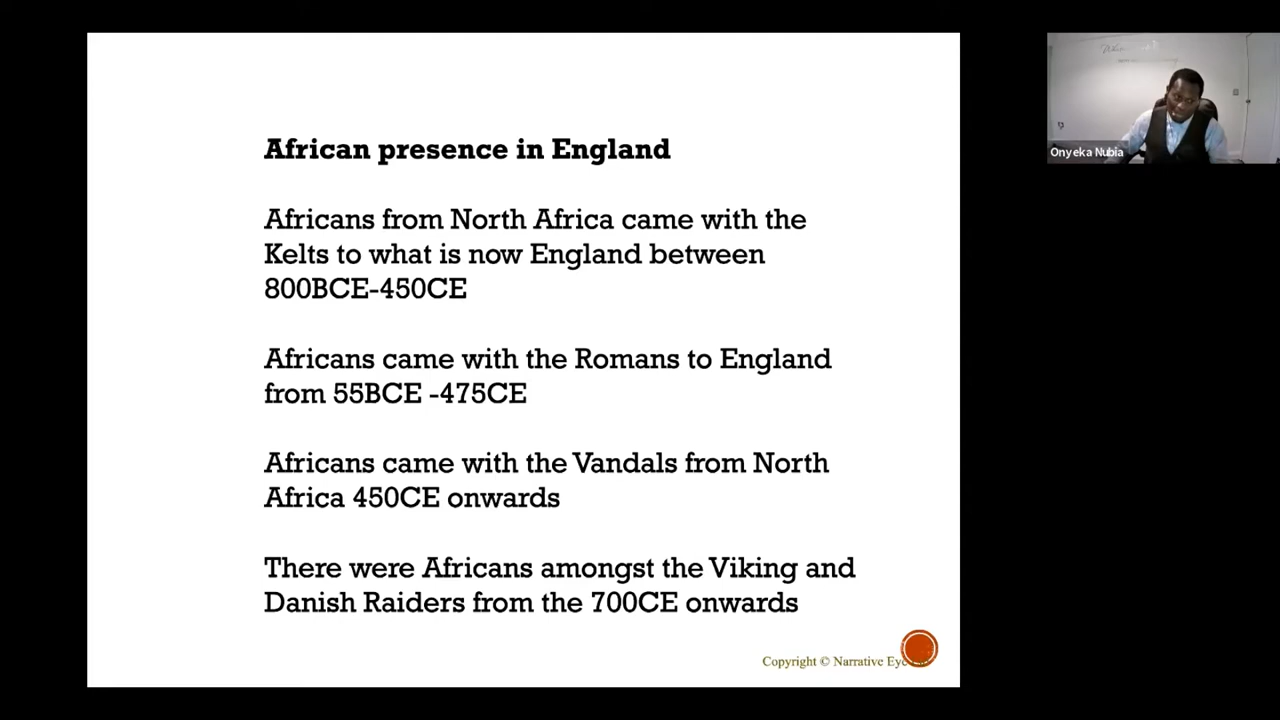 African presence in England
Africans from North Africa came with the
Kelts to what is now England between
800BCE-450CE
Africans came with the Romans to England
from 55BCE -475CE
Africans came with the Vandals from North
Africa 450CE onwards
There were Africans amongst the Viking and
Danish Raiders from the 700CE onwards
Copyright © Narrative Eye
Onyeka Nubia